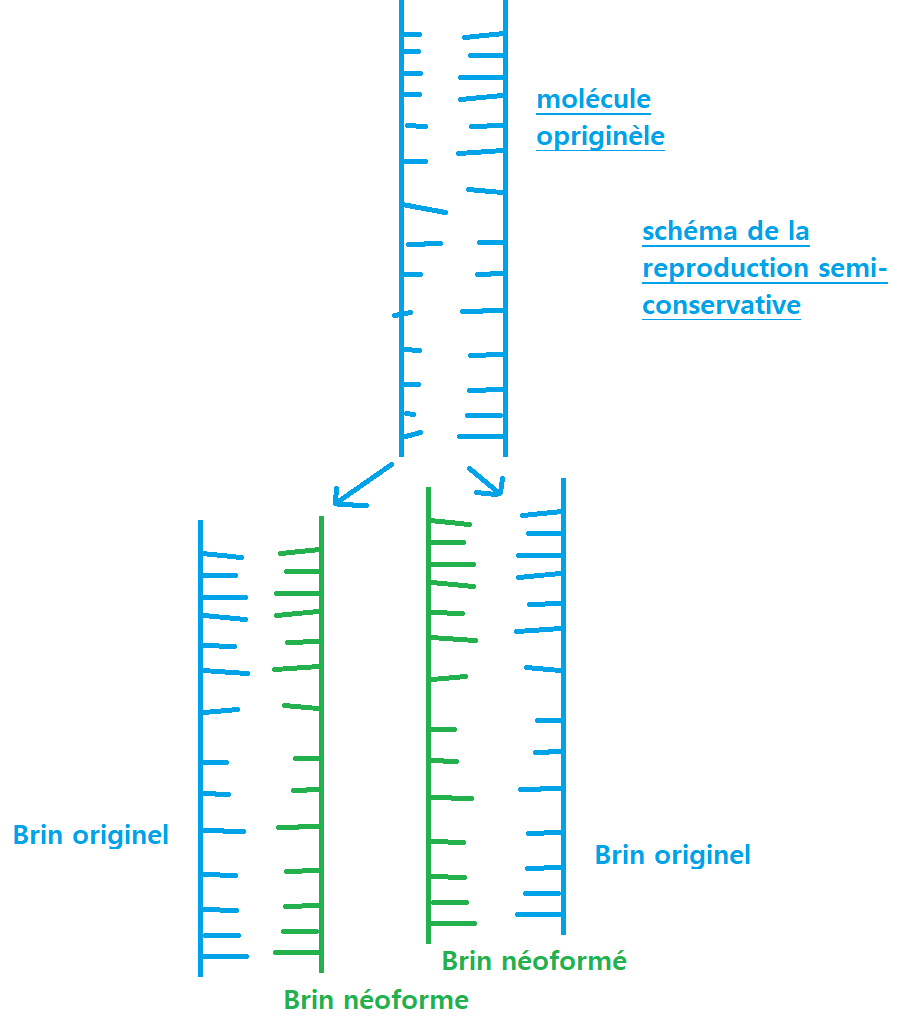 molécule
opriginèle
schéma de la
reproduction semi-
conservative
Brin originel
Brin originel
Brin néoformé
Brin néoforme